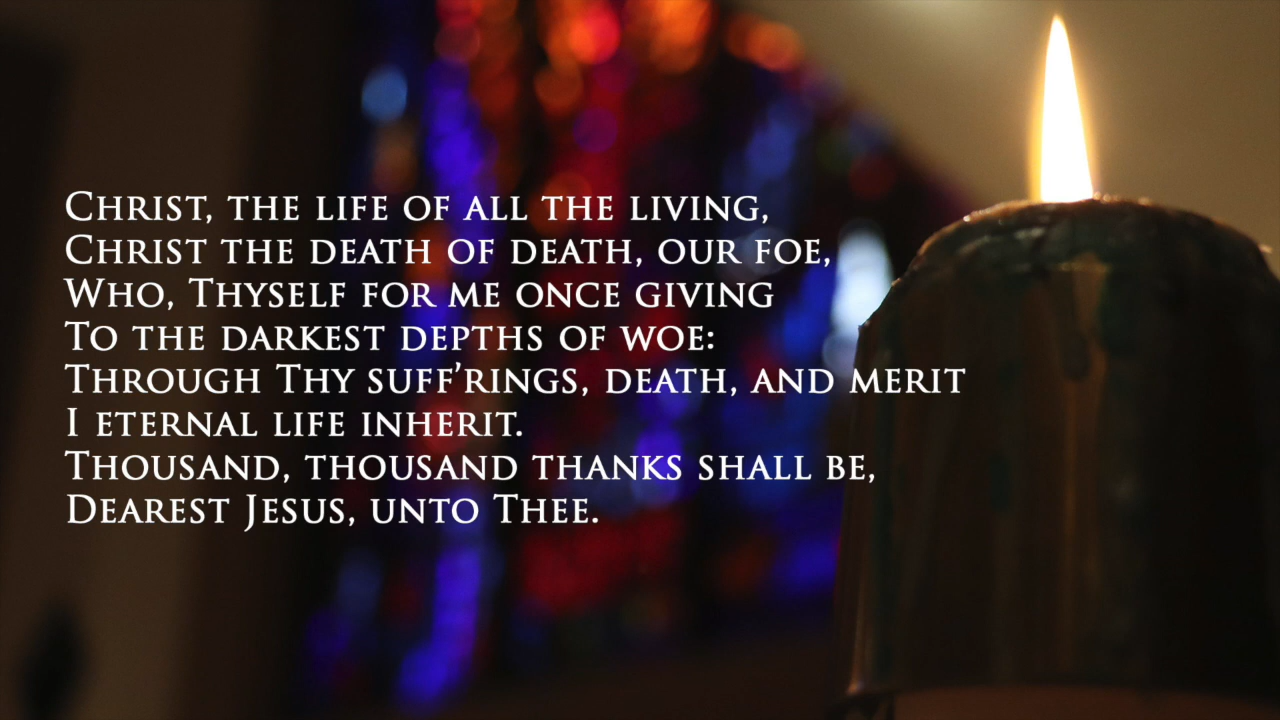 Christ, the life of all the living,
Christ the death of death, our foe,
Who, Thyself for me once giving
To the darkest depths of woe:
Through Thy suff'rings, death, and merit
I eternal life inherit.
Thousand, thousand thanks shall be,
Dearest Jesus, unto Thee.